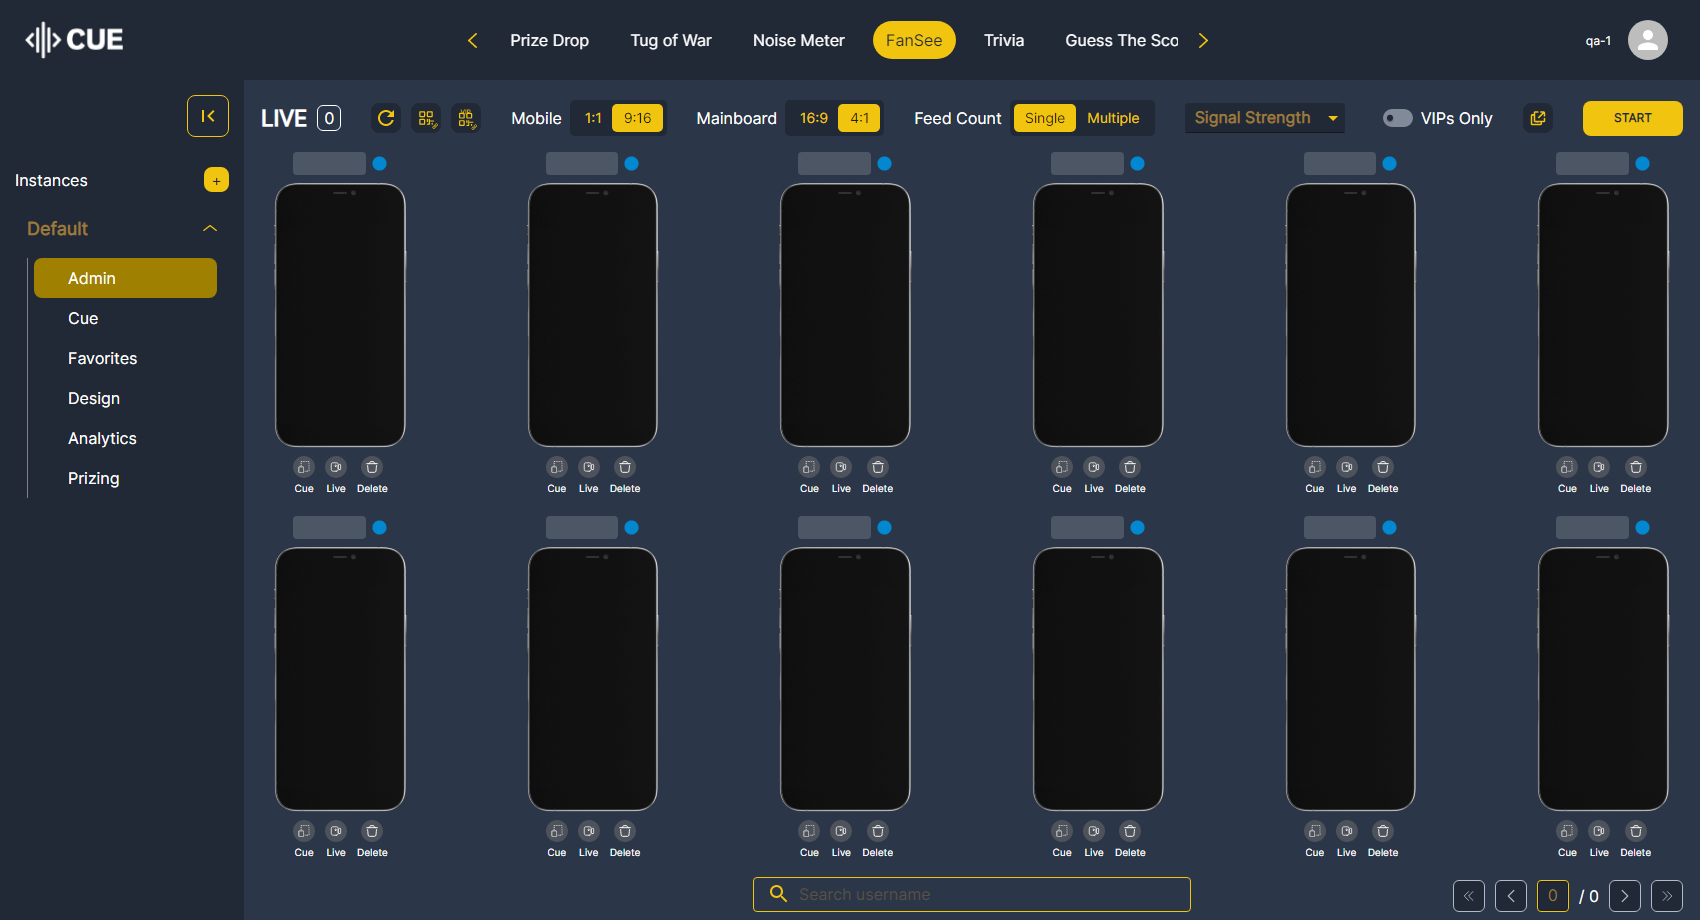 CUE
Prize Drop
Tug of War
Noise Meter
FanSee
Trivia
Guess The Sco
qa-1
Instances
+
Default
Admin
Cue
Favorites
Design
Analytics
Prizing
LIVE 0
Mobile 1:1 9:16
Mainboard 16:9 4:1
Feed Count Single Multiple
Signal Strength
VIPs Only
START
Cue Live Delete
Cue Live Delete
Cue Live Delete
Cue Live Delete
Cue Live Delete
Cue Live Delete
Cue Live Delete
Cue Live Delete
Cue Live Delete
Cue Live Delete
Cue Live Delete
Cue Live Delete
Search username
0 / 0